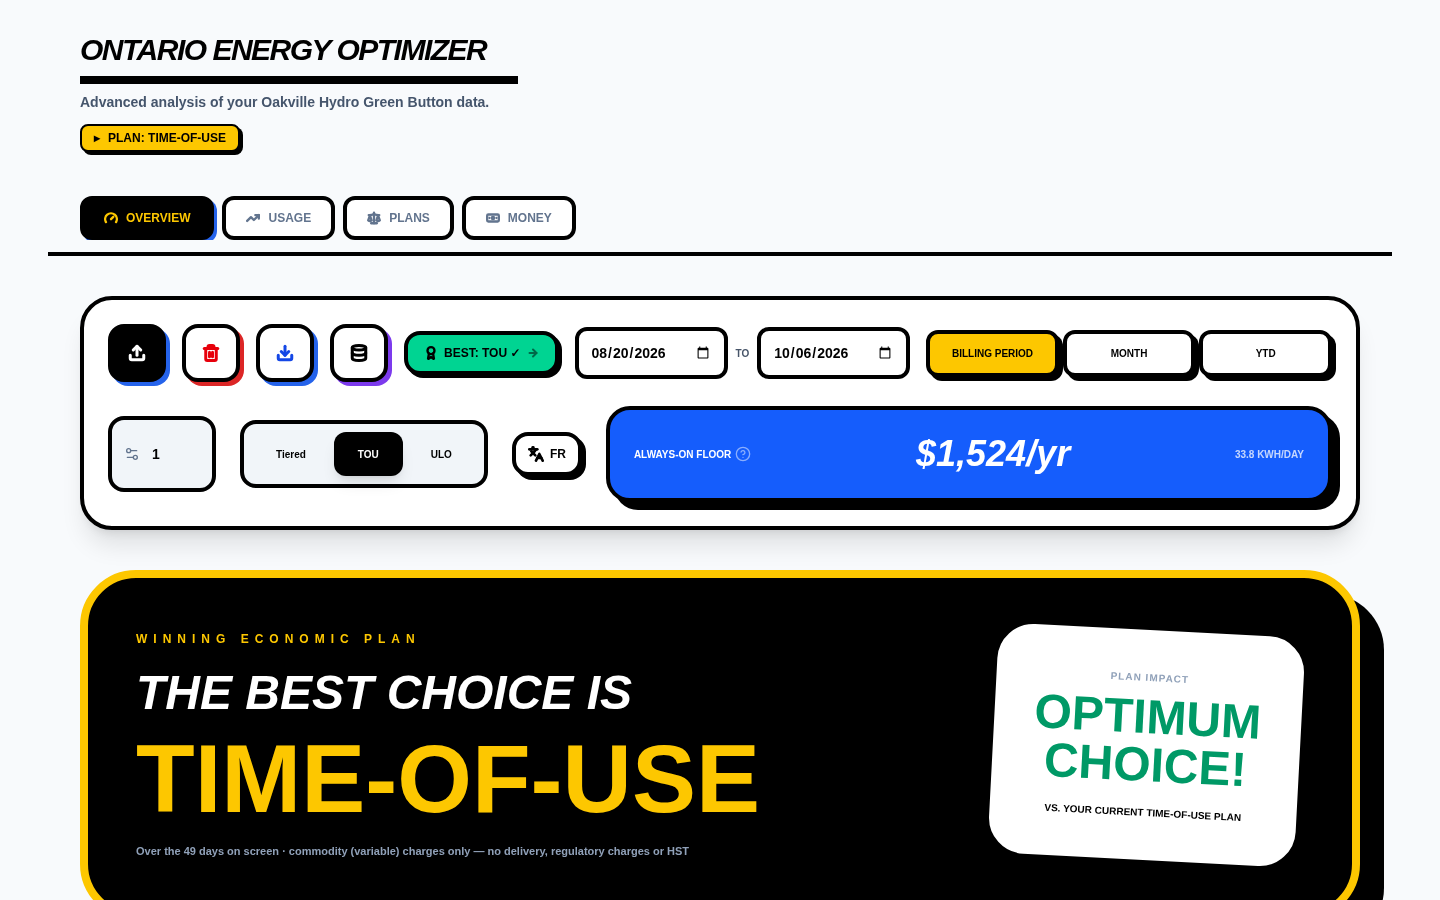 ONTARIO ENERGY OPTIMIZER
Advanced analysis of your Oakville Hydro Green Button data.
▸ PLAN: TIME-OF-USE
OVERVIEW
USAGE
PLANS
MONEY
BEST: TOU ✓ →
08/20/2026
TO
10/06/2026
BILLING PERIOD
MONTH
YTD
1
Tiered
TOU
ULO
FR
ALWAYS-ON FLOOR ?
$1,524/yr
33.8 KWH/DAY
WINNING ECONOMIC PLAN
THE BEST CHOICE IS
TIME-OF-USE
Over the 49 days on screen · commodity (variable) charges only — no delivery, regulatory charges or HST
PLAN IMPACT
OPTIMUM
CHOICE!
VS. YOUR CURRENT TIME-OF-USE PLAN